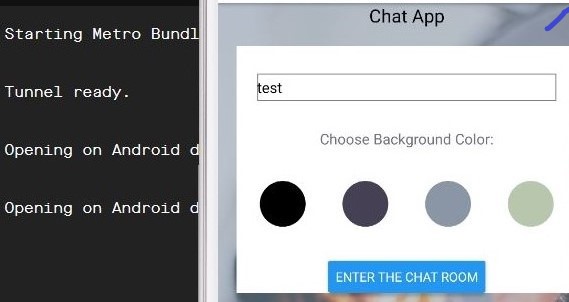 Starting Metro Bundl
Tunnel ready.
Opening on Android d
Opening on Android d
Chat App
test
Choose Background Color:
ENTER THE CHAT ROOM